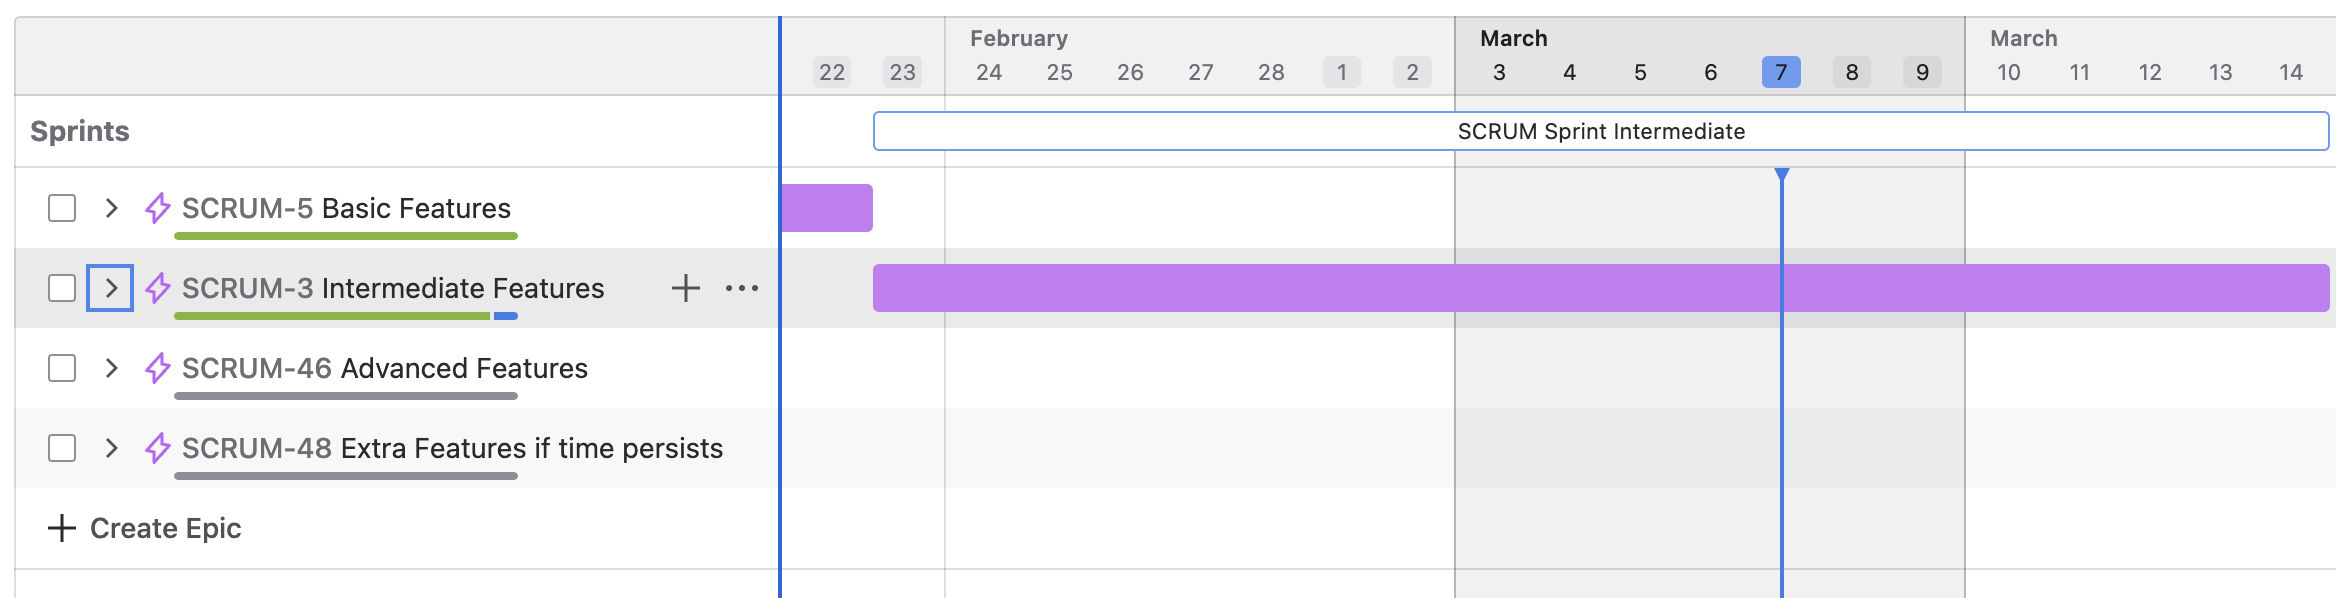 February March March
22 23 24 25 26 27 28 1 2 3 4 5 6 7 8 9 10 11 12 13 14
Sprints SCRUM Sprint Intermediate
SCRUM-5 Basic Features
SCRUM-3 Intermediate Features
SCRUM-46 Advanced Features
SCRUM-48 Extra Features if time persists
Create Epic